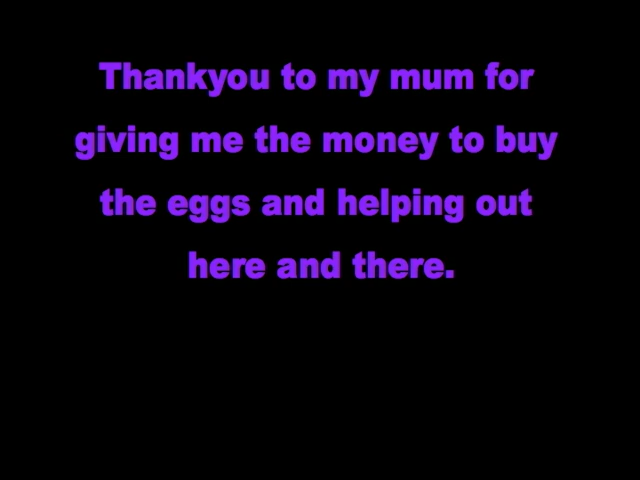 Thankyou to my mum for
giving me the money to buy
the eggs and helping out
here and there.